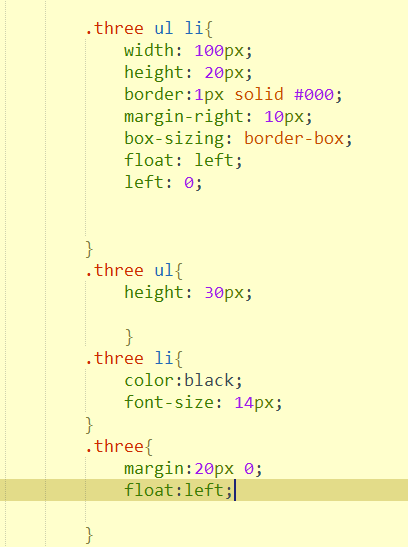 .three ul li{
width: 100px;
height: 20px;
border:1px solid #000;
margin-right: 10px;
box-sizing: border-box;
float: left;
left: 0;
}
.three ul{
height: 30px;
}
.three li{
color:black;
font-size: 14px;
}
.three{
margin:20px 0;
float:left;
}